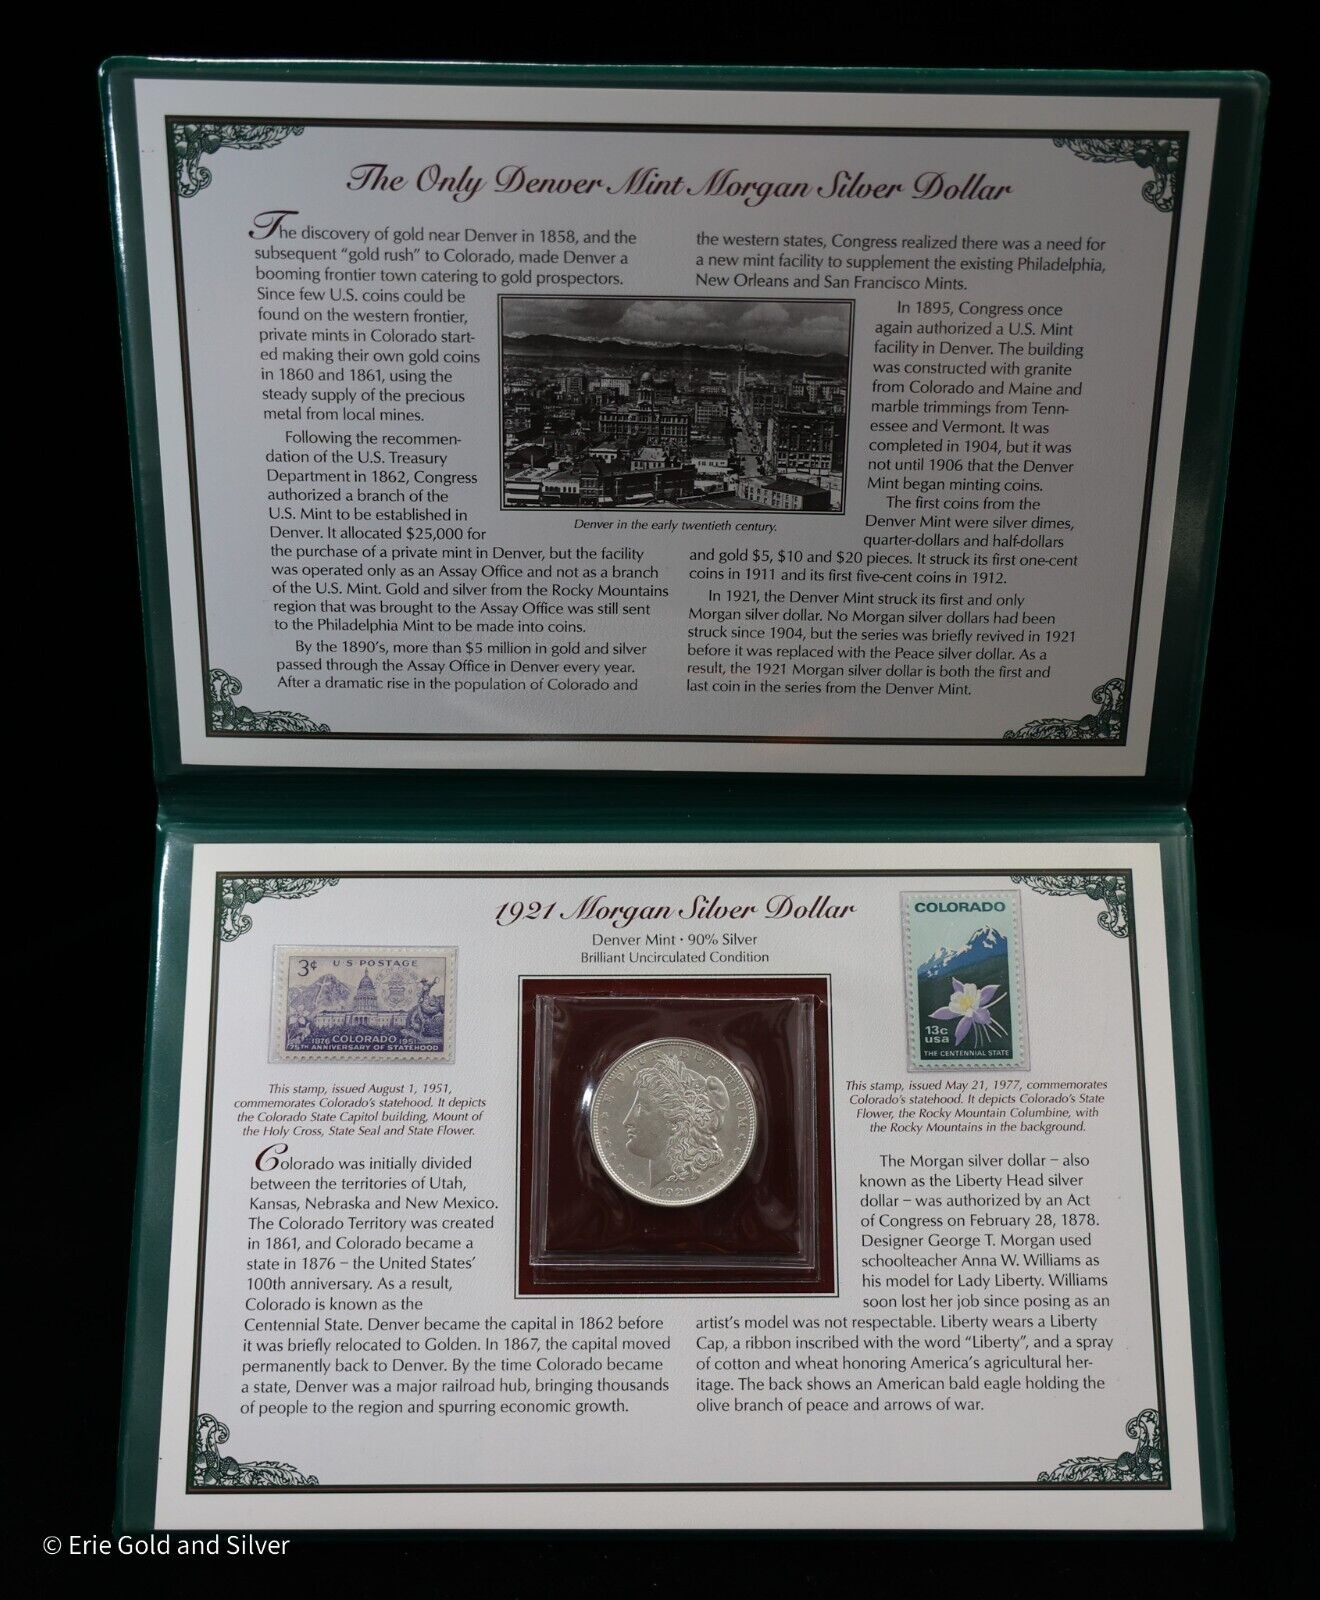 The Only Denver Mint Morgan Silver Dollar
The discovery of gold near Denver in 1858, and the
subsequent “gold rush” to Colorado, made Denver a
booming frontier town catering to gold prospectors.
Since few U.S. coins could be
found on the western frontier,
private mints in Colorado start-
ed making their own gold coins
in 1860 and 1861, using the
steady supply of the precious
metal from local mines.
Following the recommen-
dation of the U.S. Treasury
Department in 1862, Congress
authorized a branch of the
U.S. Mint to be established in
Denver. It allocated $25,000 for
the purchase of a private mint in Denver, but the facility
was operated only as an Assay Office and not as a branch
of the U.S. Mint. Gold and silver from the Rocky Mountains
region that was brought to the Assay Office was still sent
to the Philadelphia Mint to be made into coins.
By the 1890’s, more than $5 million in gold and silver
passed through the Assay Office in Denver every year.
After a dramatic rise in the population of Colorado and
the western states, Congress realized there was a need for
a new mint facility to supplement the existing Philadelphia,
New Orleans and San Francisco Mints.
In 1895, Congress once
again authorized a U.S. Mint
facility in Denver. The building
was constructed with granite
from Colorado and Maine and
marble trimmings from Tenn-
essee and Vermont. It was
completed in 1904, but it was
not until 1906 that the Denver
Mint began minting coins.
The first coins from the
Denver Mint were silver dimes,
quarter-dollars and half-dollars
and gold $5, $10 and $20 pieces. It struck its first one-cent
coins in 1911 and its first five-cent coins in 1912.
In 1921, the Denver Mint struck its first and only
Morgan silver dollar. No Morgan silver dollars had been
struck since 1904, but the series was briefly revived in 1921
before it was replaced with the Peace silver dollar. As a
result, the 1921 Morgan silver dollar is both the first and
last coin in the series from the Denver Mint.
Denver in the early twentieth century.
1921 Morgan Silver Dollar
Denver Mint · 90% Silver
Brilliant Uncirculated Condition
3¢ U S POSTAGE
1876 COLORADO 1951
75TH ANNIVERSARY OF STATEHOOD
This stamp, issued August 1, 1951,
commemorates Colorado’s statehood. It depicts
the Colorado State Capitol building, Mount of
the Holy Cross, State Seal and State Flower.
COLORADO
13c
usa
THE CENTENNIAL STATE
This stamp, issued May 21, 1977, commemorates
Colorado’s statehood. It depicts Colorado’s State
Flower, the Rocky Mountain Columbine, with
the Rocky Mountains in the background.
E PLURIBUS UNUM
1921
Colorado was initially divided
between the territories of Utah,
Kansas, Nebraska and New Mexico.
The Colorado Territory was created
in 1861, and Colorado became a
state in 1876 – the United States’
100th anniversary. As a result,
Colorado is known as the
Centennial State. Denver became the capital in 1862 before
it was briefly relocated to Golden. In 1867, the capital moved
permanently back to Denver. By the time Colorado became
a state, Denver was a major railroad hub, bringing thousands
of people to the region and spurring economic growth.
The Morgan silver dollar – also
known as the Liberty Head silver
dollar – was authorized by an Act
of Congress on February 28, 1878.
Designer George T. Morgan used
schoolteacher Anna W. Williams as
his model for Lady Liberty. Williams
soon lost her job since posing as an
artist’s model was not respectable. Liberty wears a Liberty
Cap, a ribbon inscribed with the word “Liberty”, and a spray
of cotton and wheat honoring America’s agricultural her-
itage. The back shows an American bald eagle holding the
olive branch of peace and arrows of war.
© Erie Gold and Silver